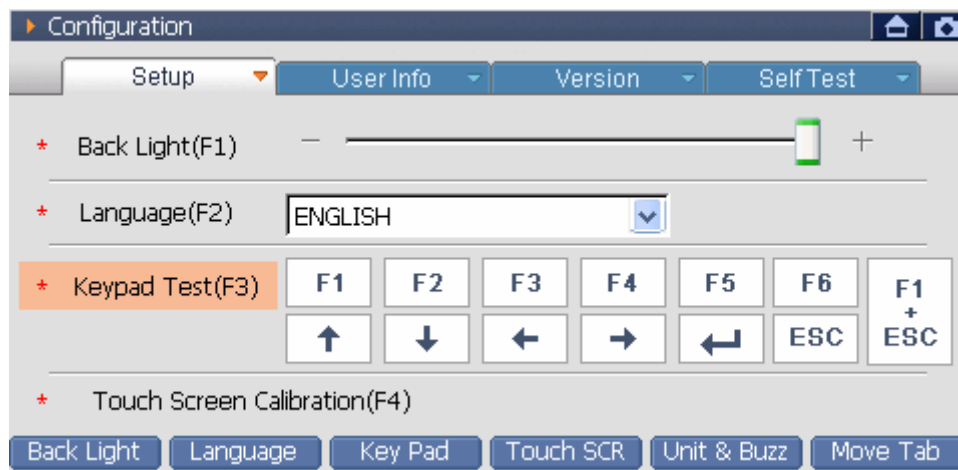 Configuration
Setup User Info Version Self Test
* Back Light(F1) − +
* Language(F2) ENGLISH
* Keypad Test(F3) F1 F2 F3 F4 F5 F6 F1 + ESC
↑ ↓ ← → ↵ ESC
* Touch Screen Calibration(F4)
Back Light Language Key Pad Touch SCR Unit & Buzz Move Tab